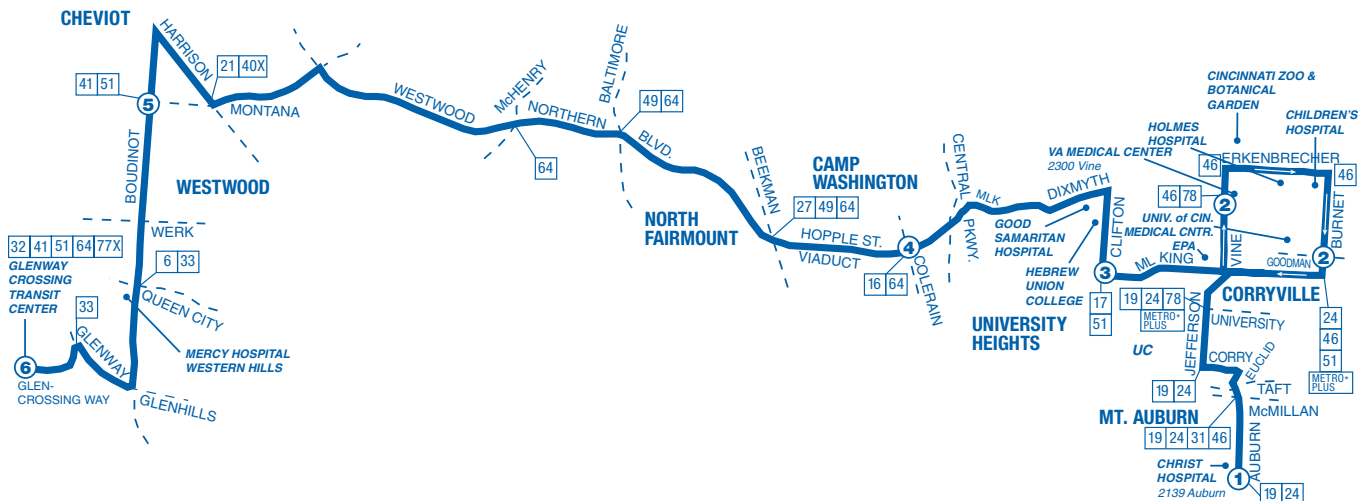 CHEVIOT
HARRISON
21 40X
41 51
5
MONTANA
BOUDINOT
WESTWOOD
WERK
32 41 51 64 77X
GLENWAY
CROSSING
TRANSIT
CENTER
6 33
33
QUEEN CITY
GLENWAY
MERCY HOSPITAL
WESTERN HILLS
6
GLEN-
CROSSING WAY
GLENHILLS
WESTWOOD
McHENRY
NORTHERN
BALTIMORE
49 64
64
BLVD.
NORTH
FAIRMOUNT
BEEKMAN
CAMP
WASHINGTON
27 49 64
HOPPLE ST.
VIADUCT
4
16 64
COLERAIN
CENTRAL
PKWY.
MLK
DIXMYTH
GOOD
SAMARITAN
HOSPITAL
CLIFTON
HEBREW
UNION
COLLEGE
3
17
51
UNIVERSITY
HEIGHTS
ML KING
EPA
CINCINNATI ZOO &
BOTANICAL
GARDEN
CHILDREN'S
HOSPITAL
HOLMES
HOSPITAL
VA MEDICAL CENTER
2300 Vine
46
ERKENBRECHER
46
46 78
2
UNIV. of CIN.
MEDICAL CNTR.
VINE
BURNET
GOODMAN
2
CORRYVILLE
19 24 78
METRO*
PLUS
UC
JEFFERSON
UNIVERSITY
24
46
51
METRO*
PLUS
CORRY
EUCLID
19 24
TAFT
McMILLAN
MT. AUBURN
19 24 31 46
AUBURN
CHRIST
HOSPITAL
2139 Auburn
1
19 24